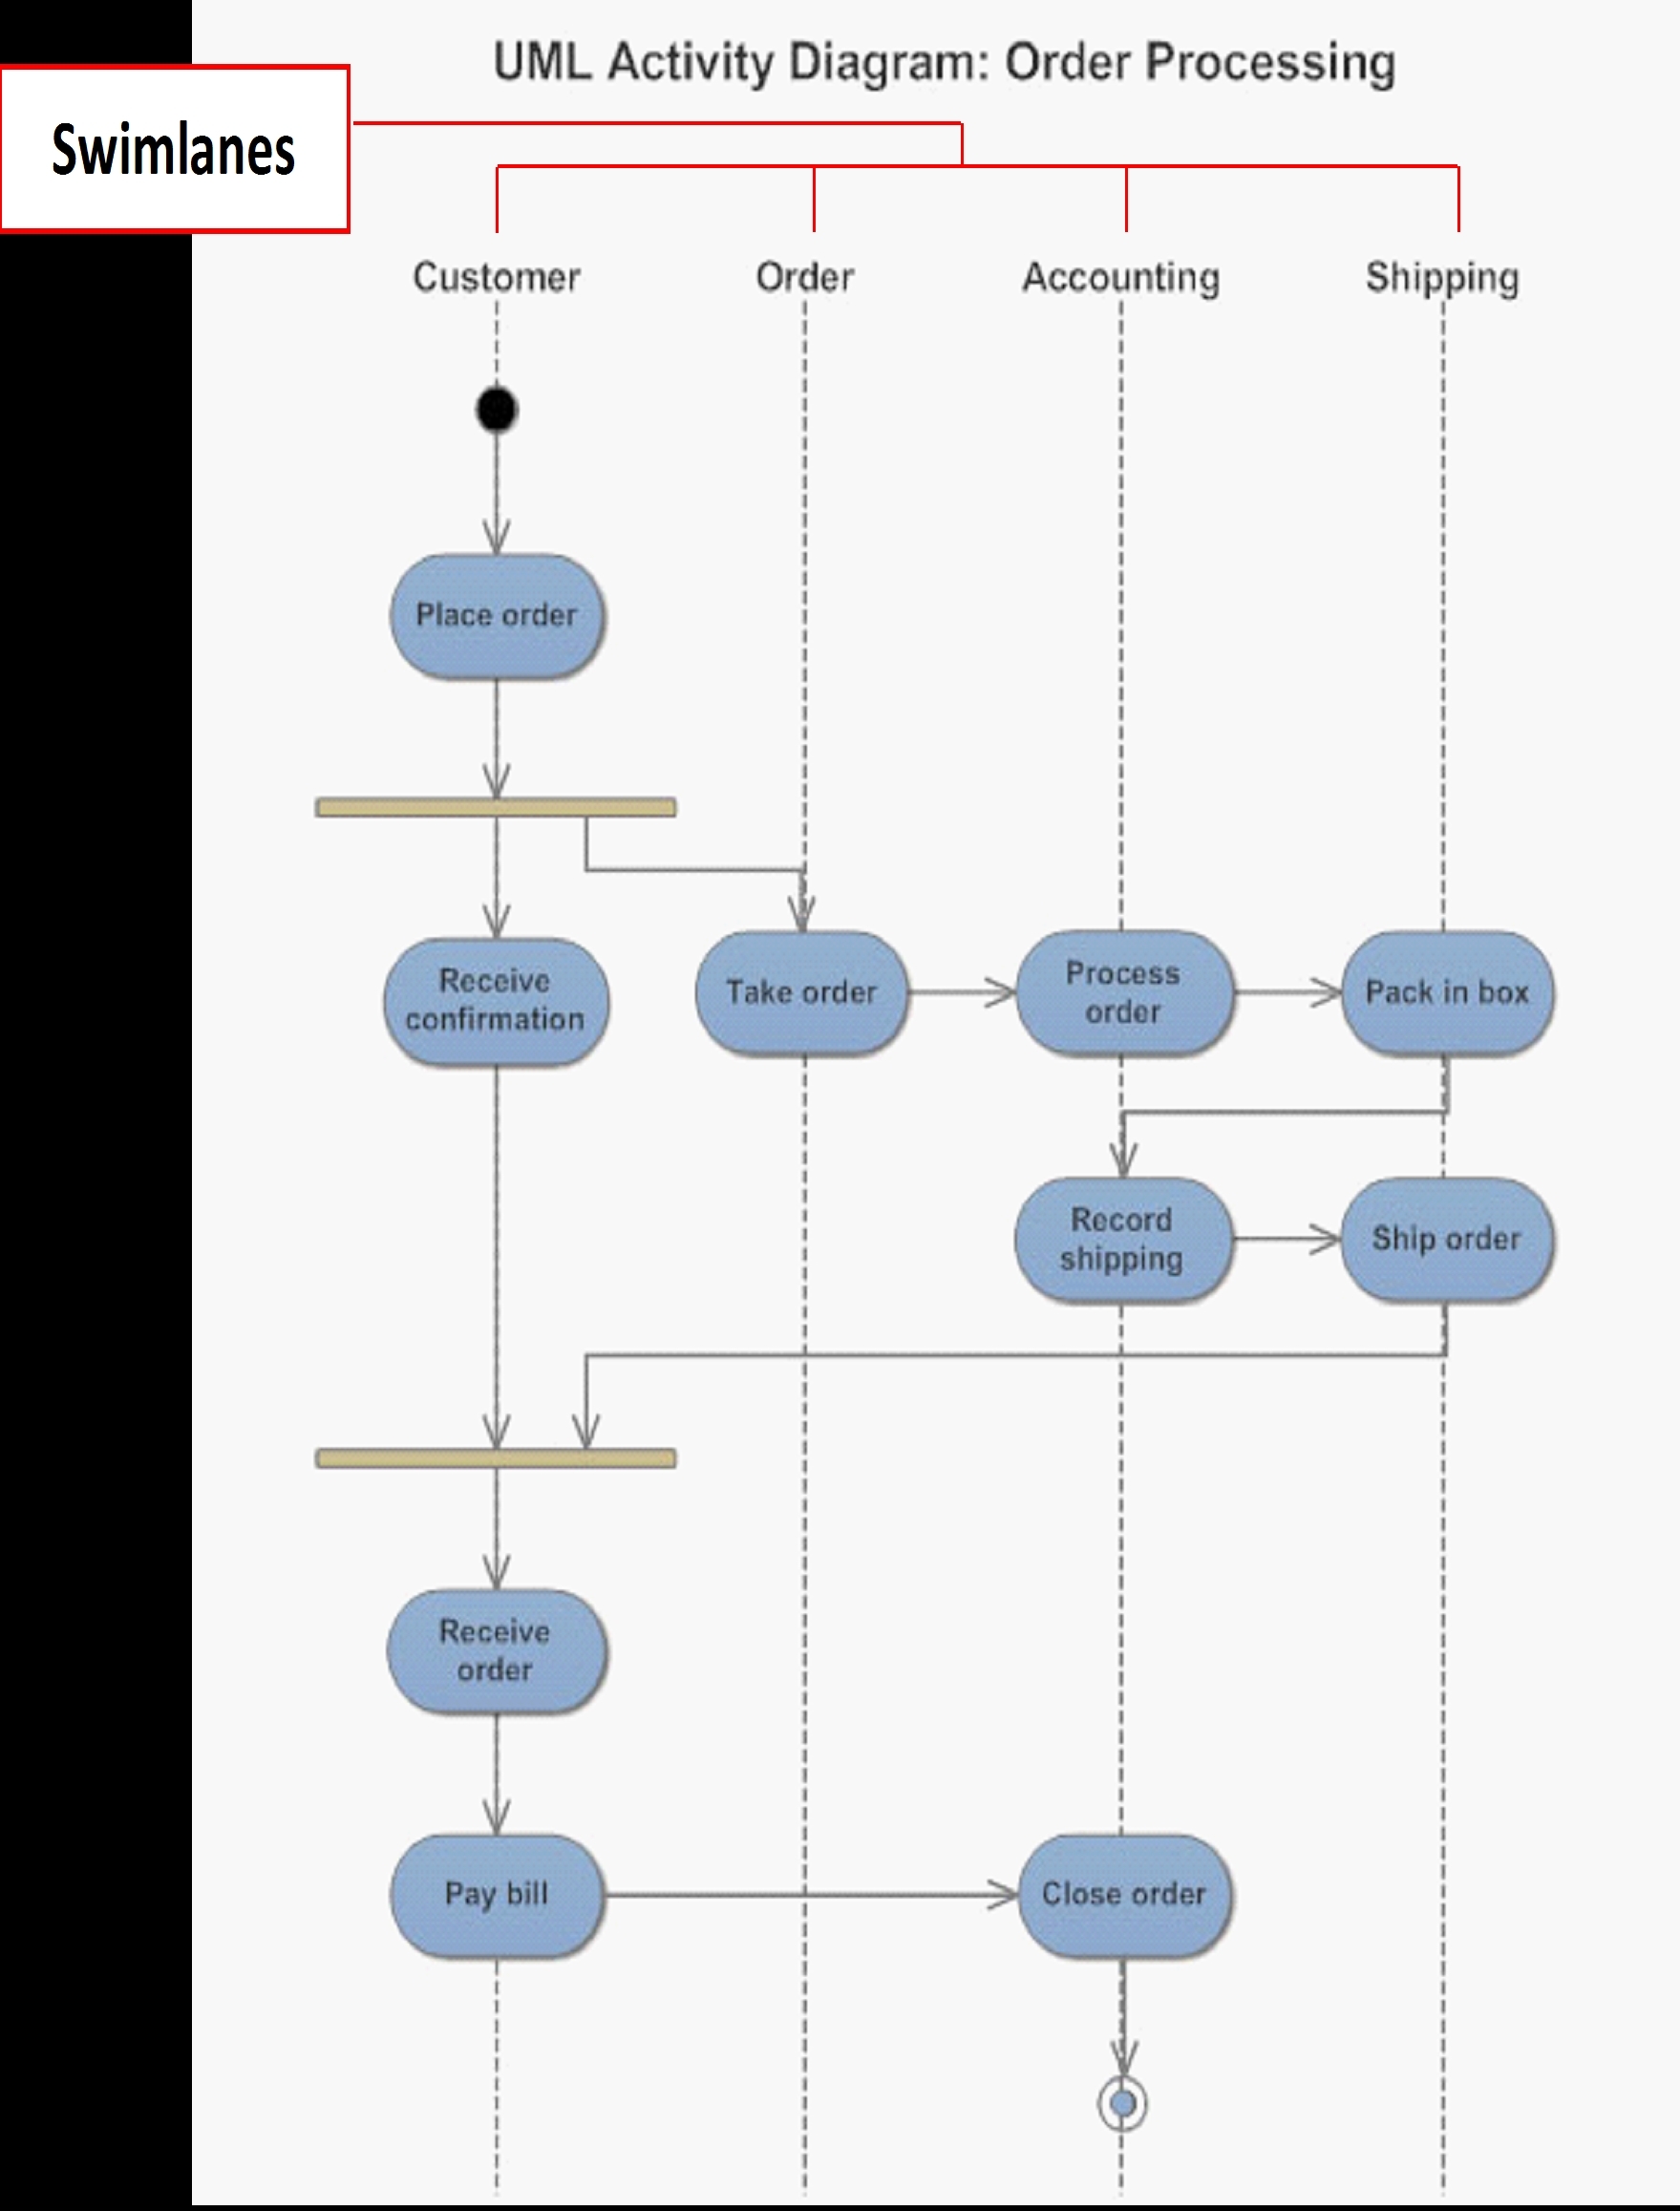 UML Activity Diagram: Order Processing
Swimlanes
Customer Order Accounting Shipping
Place order
Receive
confirmation
Take order
Process
order
Pack in box
Record
shipping
Ship order
Receive
order
Pay bill
Close order